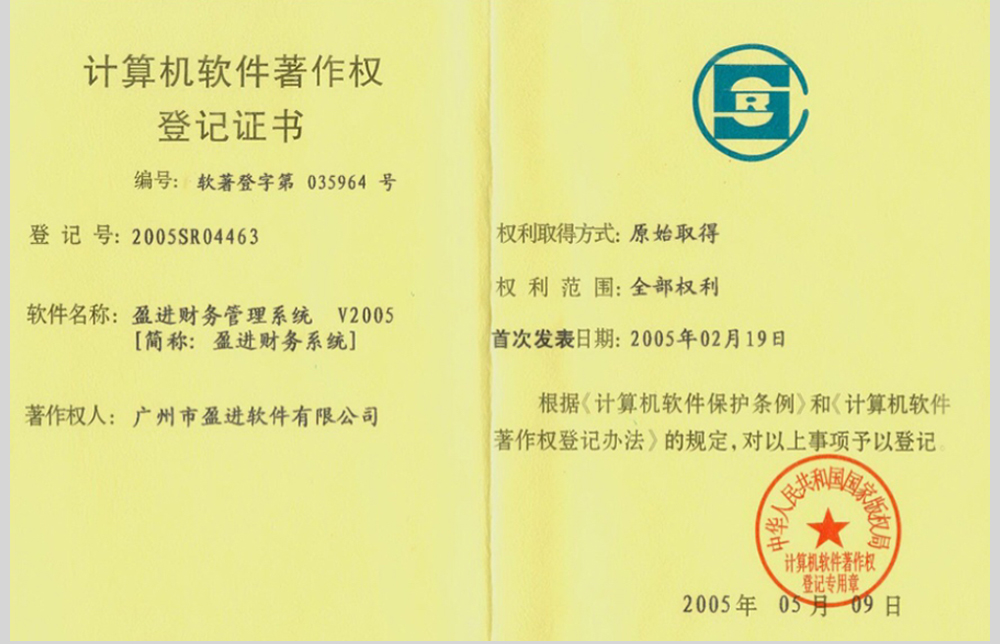 计算机软件著作权
登记证书
编号: 软著登字第 035964 号
登 记 号: 2005SR04463
软件名称: 盈进财务管理系统 V2005
[简称: 盈进财务系统]
著作权人: 广州市盈进软件有限公司
R
权利取得方式: 原始取得
权 利 范 围: 全部权利
首次发表日期: 2005年02月19日
根据《计算机软件保护条例》和《计算机软件
著作权登记办法》的规定,对以上事项予以登记。
中华人民共和国国家版权局
计算机软件著作权
登记专用章
2005年 05月 09日